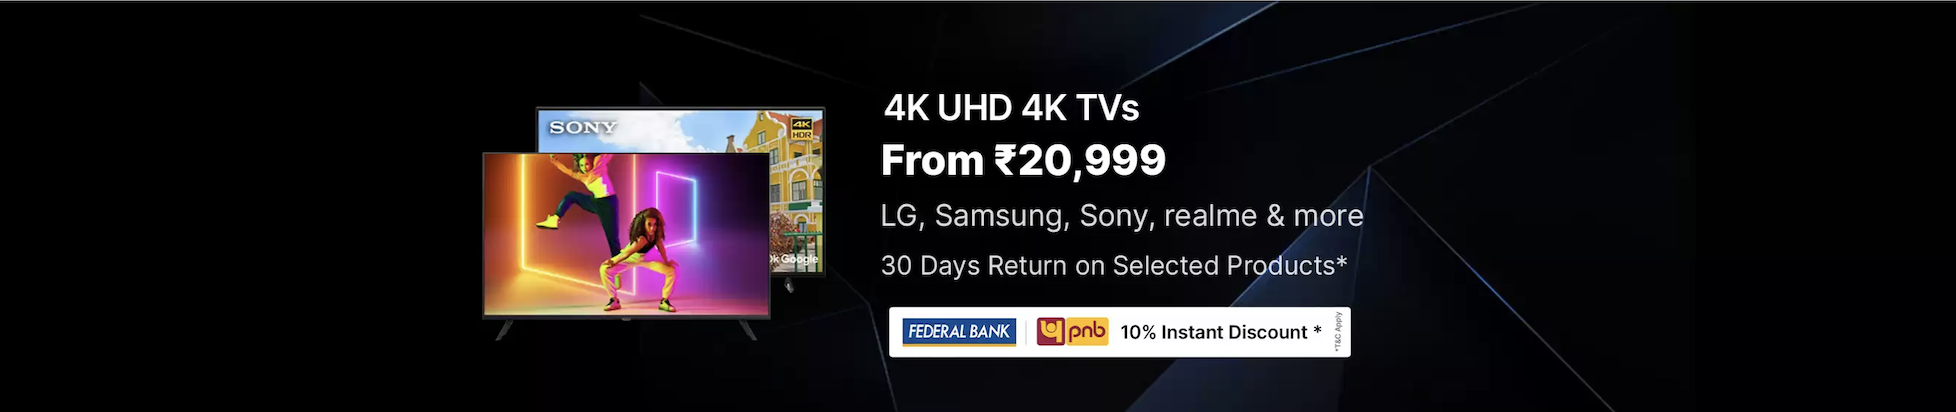 SONY
4K
HDR
Ok Google
4K UHD 4K TVs
From ₹20,999
LG, Samsung, Sony, realme & more
30 Days Return on Selected Products*
FEDERAL BANK pnb 10% Instant Discount *
*T&C Apply